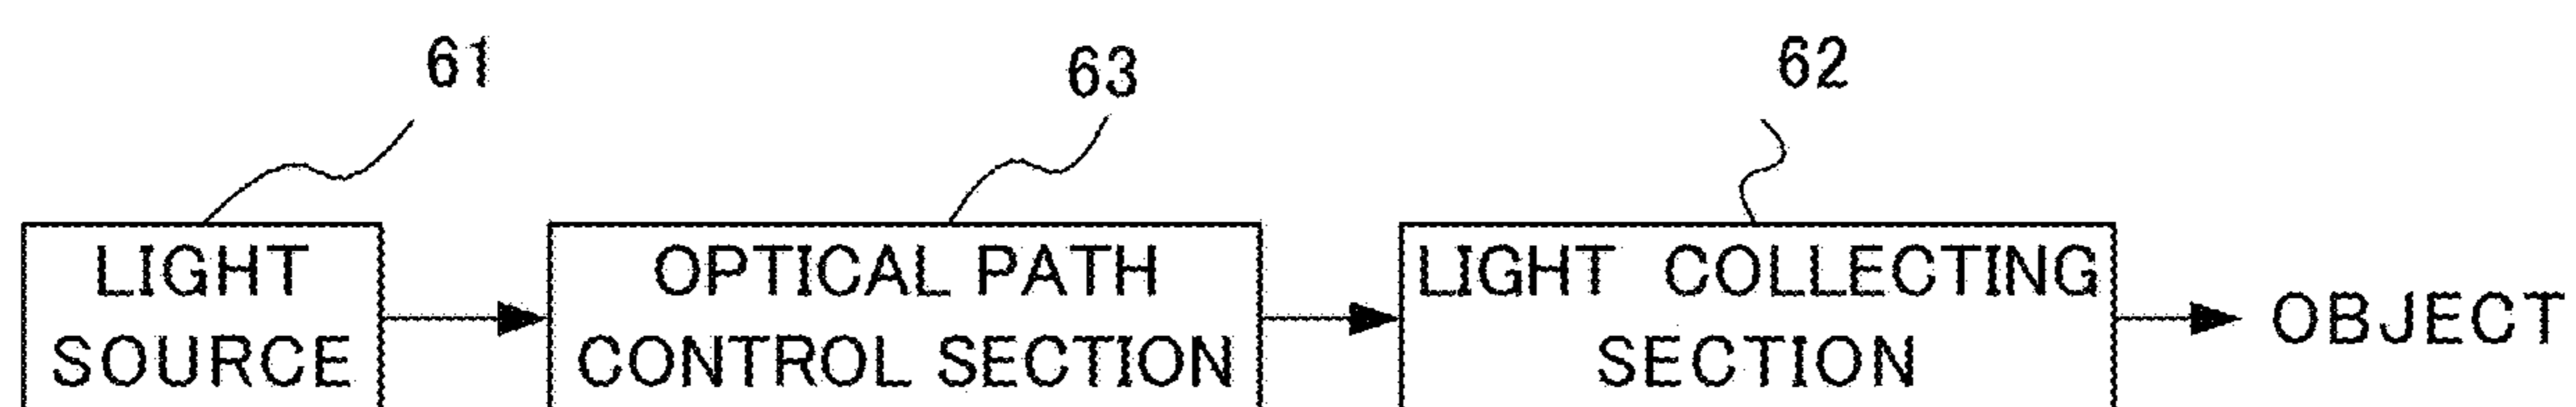 61
63
62
LIGHT
SOURCE
OPTICAL PATH
CONTROL SECTION
LIGHT COLLECTING
SECTION
OBJECT